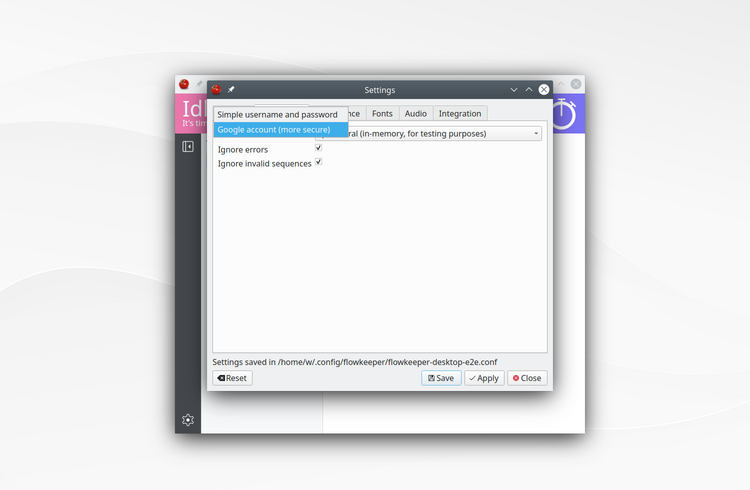 Idl
It's tim
Settings
Simple username and password
Google account (more secure)
nce
Fonts
Audio
Integration
ral (in-memory, for testing purposes)
Ignore errors
Ignore invalid sequences
Settings saved in /home/w/.config/flowkeeper/flowkeeper-desktop-e2e.conf
Reset
Save
Apply
Close